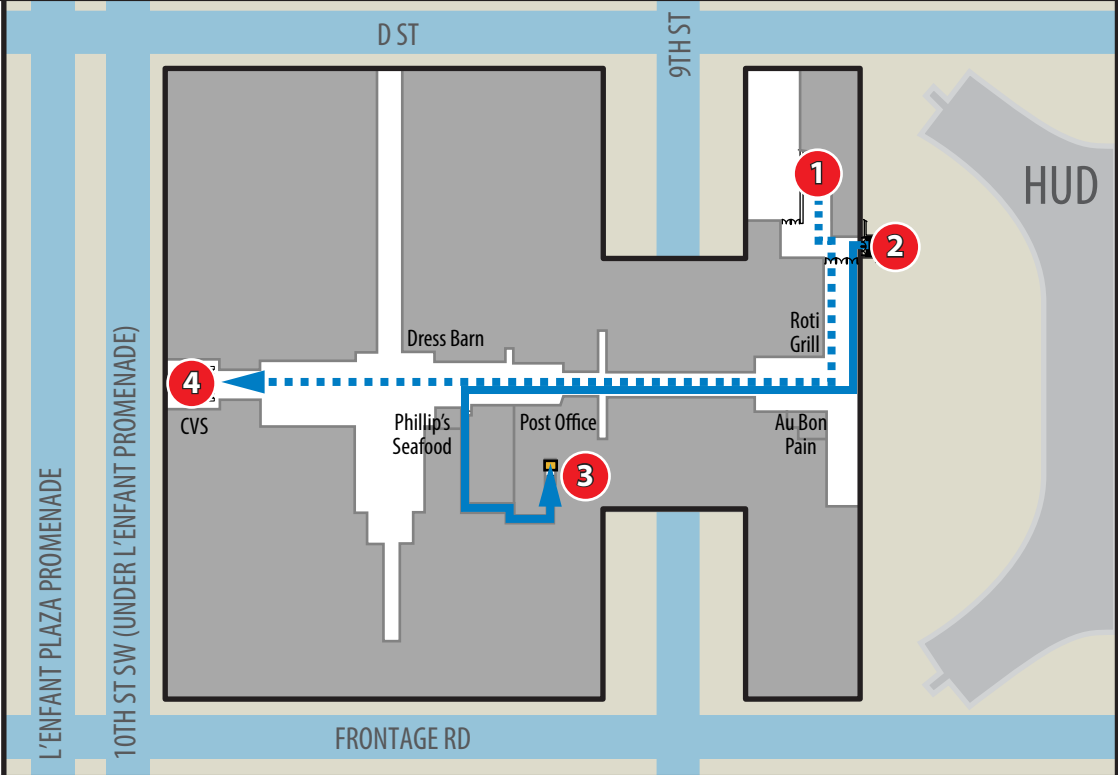 D ST
9TH ST
1
HUD
2
Roti
Grill
Dress Barn
4
CVS
Phillip's
Seafood
Post Office
Au Bon
Pain
3
L'ENFANT PLAZA PROMENADE
10TH ST SW (UNDER L'ENFANT PROMENADE)
FRONTAGE RD